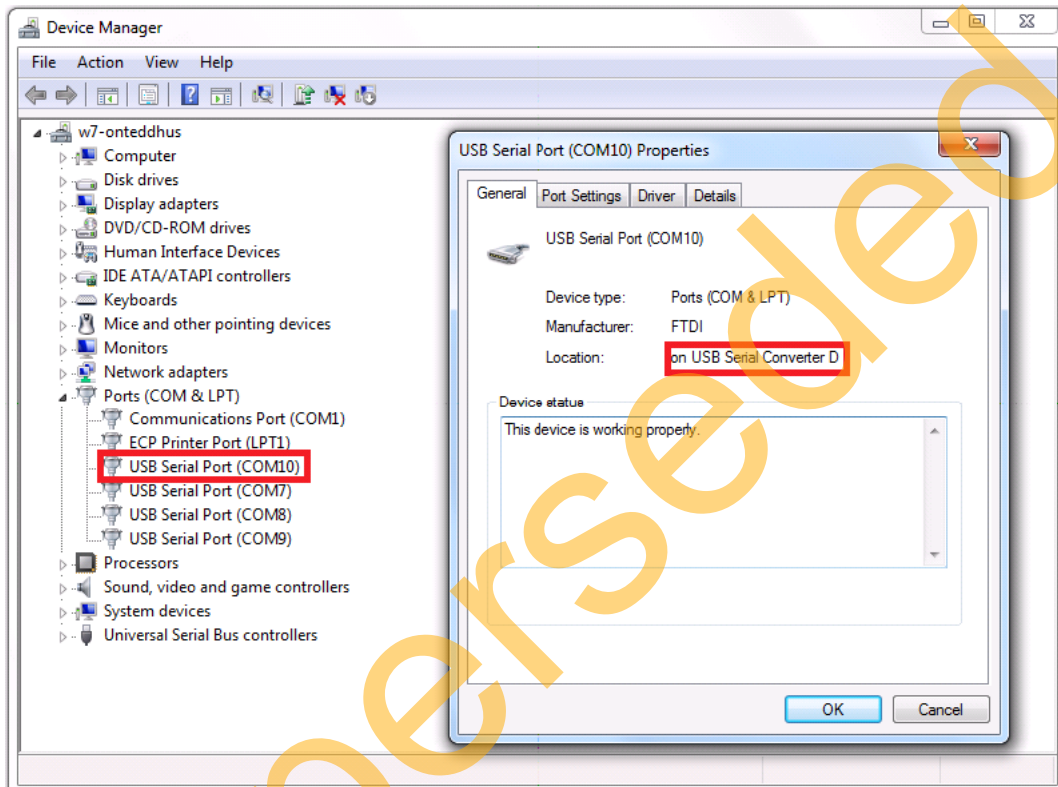 Device Manager
File Action View Help
w7-onteddhus
Computer
Disk drives
Display adapters
DVD/CD-ROM drives
Human Interface Devices
IDE ATA/ATAPI controllers
Keyboards
Mice and other pointing devices
Monitors
Network adapters
Ports (COM & LPT)
Communications Port (COM1)
ECP Printer Port (LPT1)
USB Serial Port (COM10)
USB Serial Port (COM7)
USB Serial Port (COM8)
USB Serial Port (COM9)
Processors
Sound, video and game controllers
System devices
Universal Serial Bus controllers
USB Serial Port (COM10) Properties
General Port Settings Driver Details
USB Serial Port (COM10)
Device type: Ports (COM & LPT)
Manufacturer: FTDI
Location: on USB Serial Converter D
Device status
This device is working properly.
OK Cancel
perseded